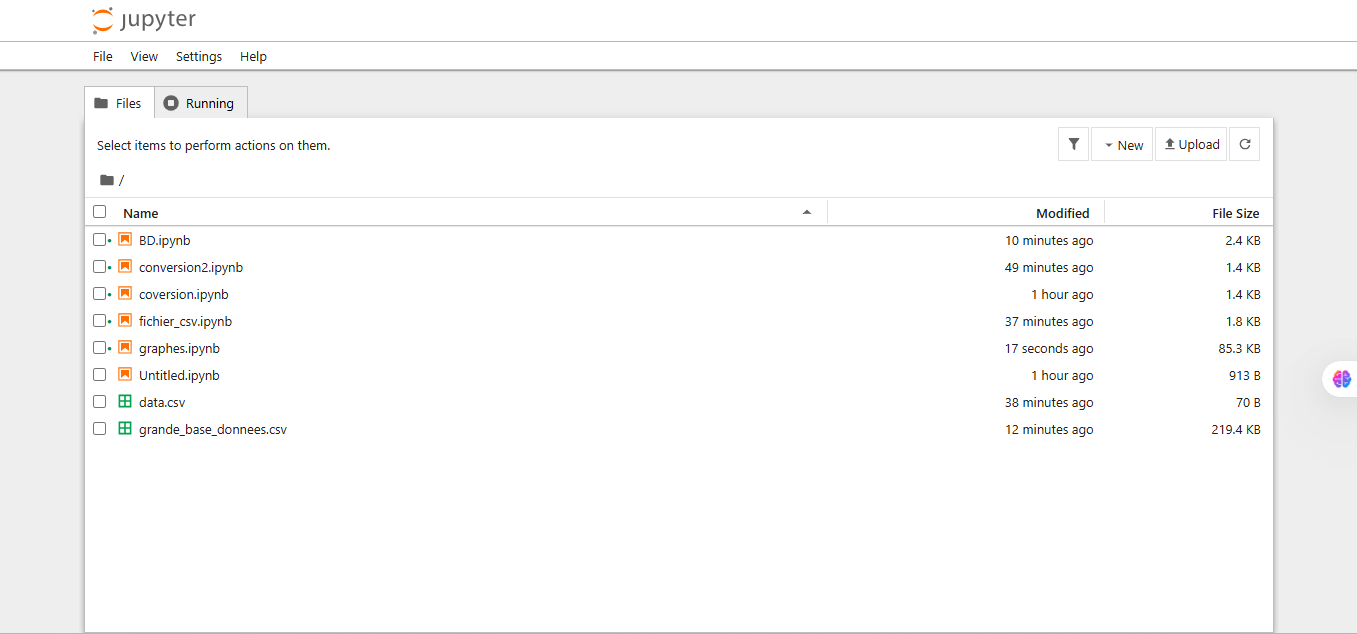 jupyter
File View Settings Help
Files Running
Select items to perform actions on them.
New Upload
/
Name Modified File Size
BD.ipynb 10 minutes ago 2.4 KB
conversion2.ipynb 49 minutes ago 1.4 KB
coversion.ipynb 1 hour ago 1.4 KB
fichier_csv.ipynb 37 minutes ago 1.8 KB
graphes.ipynb 17 seconds ago 85.3 KB
Untitled.ipynb 1 hour ago 913 B
data.csv 38 minutes ago 70 B
grande_base_donnees.csv 12 minutes ago 219.4 KB